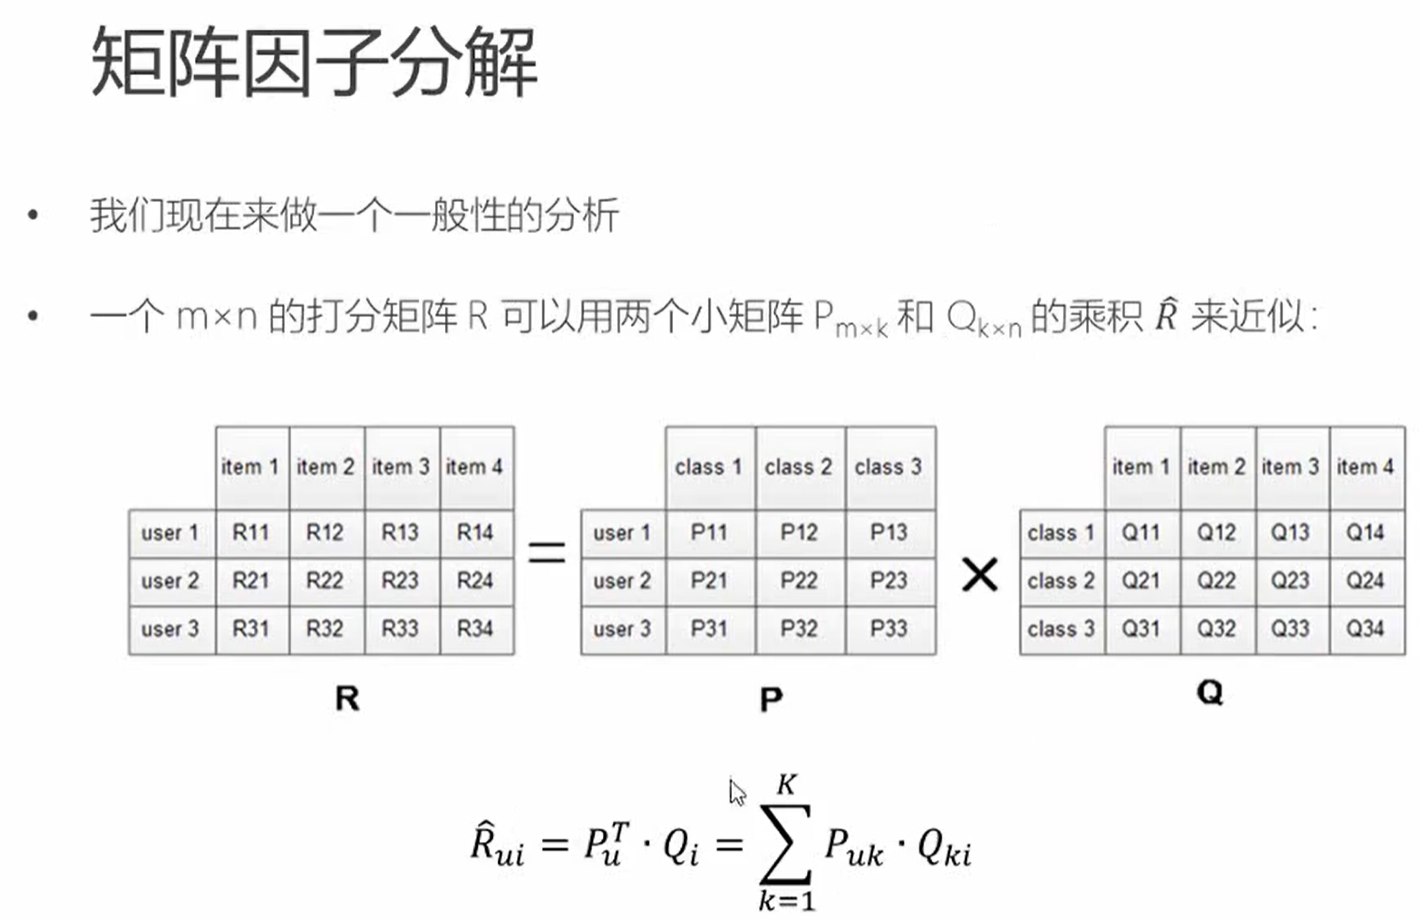 矩阵因子分解
• 我们现在来做一个一般性的分析
• 一个 m×n 的打分矩阵 R 可以用两个小矩阵 Pm×k 和 Qk×n 的乘积 R̂ 来近似：
item 1 item 2 item 3 item 4
user 1 R11 R12 R13 R14
user 2 R21 R22 R23 R24
user 3 R31 R32 R33 R34
R
=
class 1 class 2 class 3
user 1 P11 P12 P13
user 2 P21 P22 P23
user 3 P31 P32 P33
P
×
item 1 item 2 item 3 item 4
class 1 Q11 Q12 Q13 Q14
class 2 Q21 Q22 Q23 Q24
class 3 Q31 Q32 Q33 Q34
Q
R̂ui = PuT · Qi = ∑k=1K Puk · Qki